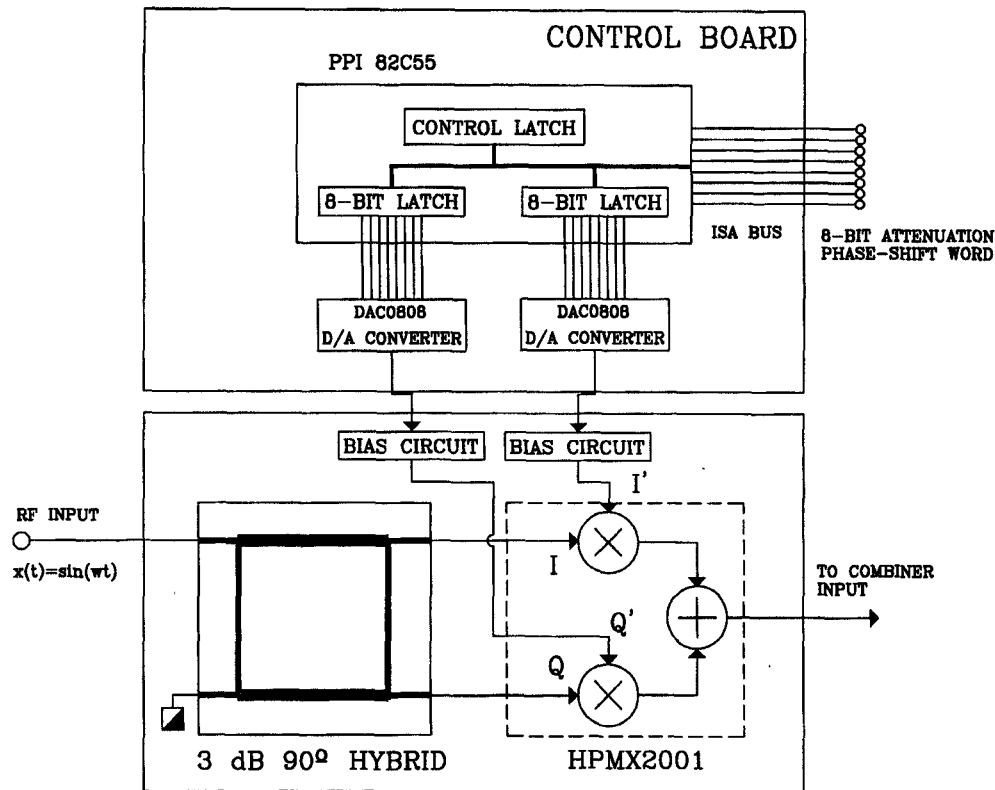 CONTROL BOARD
PPI 82C55
CONTROL LATCH
8-BIT LATCH
8-BIT LATCH
ISA BUS
8-BIT ATTENUATION
PHASE-SHIFT WORD
DAC0808
D/A CONVERTER
DAC0808
D/A CONVERTER
BIAS CIRCUIT
BIAS CIRCUIT
I'
RF INPUT
x(t)=sin(wt)
I
TO COMBINER
INPUT
Q'
Q
3 dB 90º HYBRID
HPMX2001